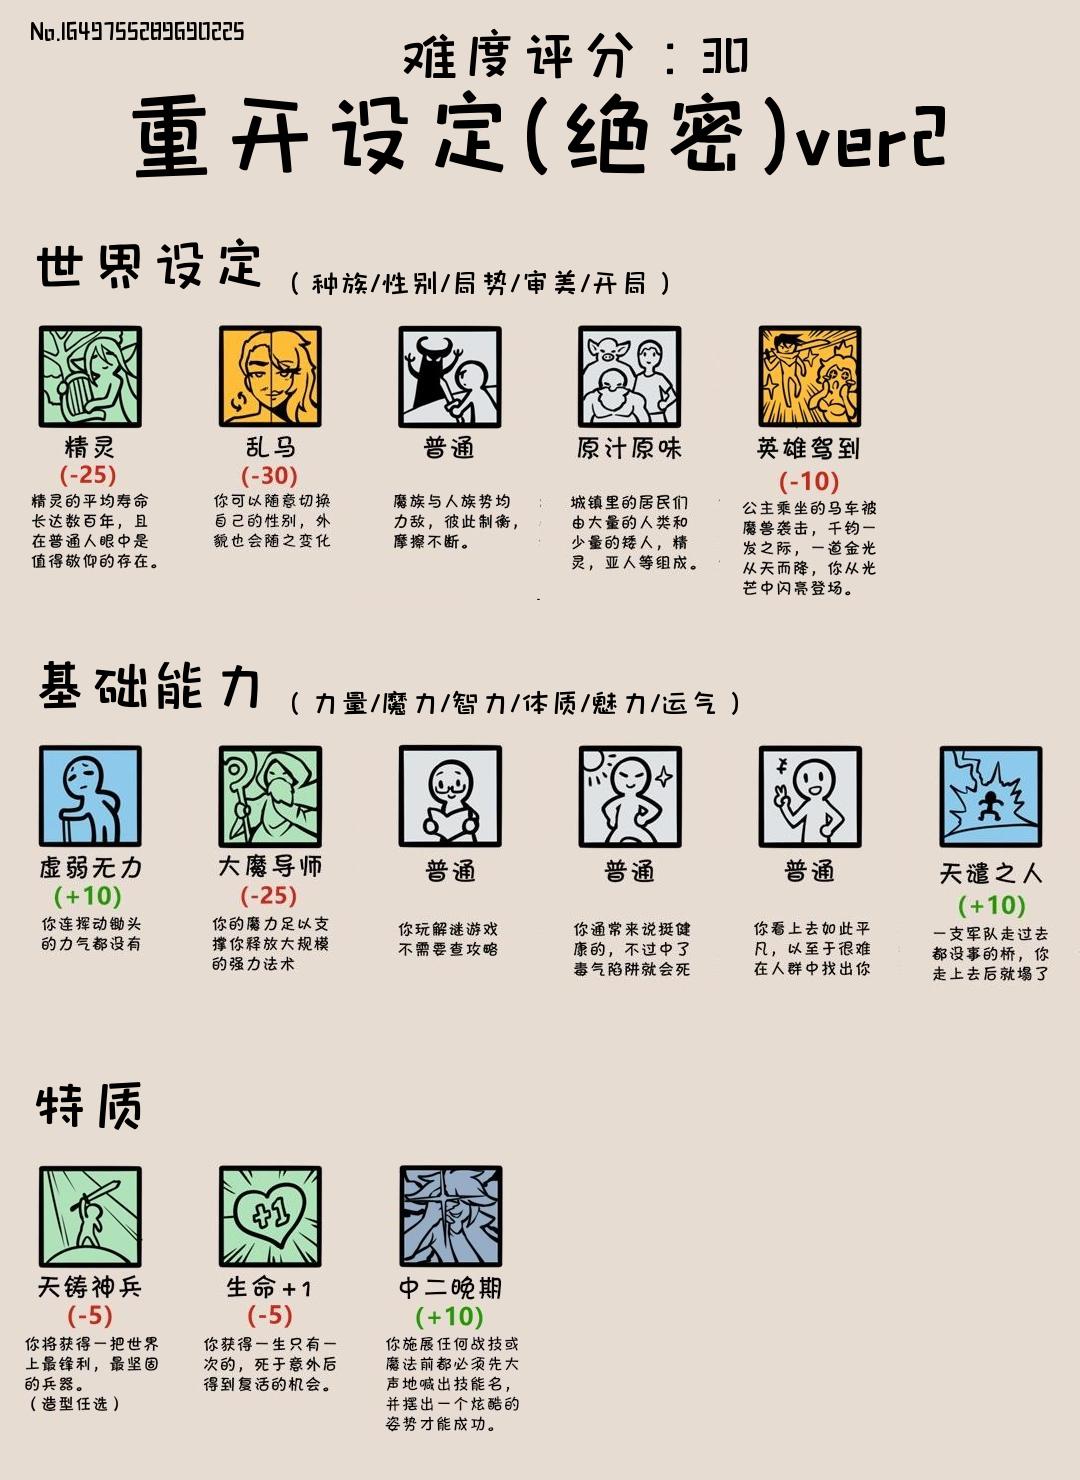 No.1649755289690225
难度评分：30
重开设定(绝密)ver2
世界设定（种族/性别/局势/审美/开局）
精灵
(-25)
精灵的平均寿命
长达数百年，且
在普通人眼中是
值得敬仰的存在。
乱马
(-30)
你可以随意切换
自己的性别，外
貌也会随之变化
普通
魔族与人族势均
力敌，彼此制衡，
摩擦不断。
原汁原味
城镇里的居民们
由大量的人类和
少量的矮人，精
灵，亚人等组成。
英雄驾到
(-10)
公主乘坐的马车被
魔兽袭击，千钧一
发之际，一道金光
从天而降，你从光
芒中闪亮登场。
基础能力（力量/魔力/智力/体质/魅力/运气）
虚弱无力
(+10)
你连挥动锄头
的力气都没有
大魔导师
(-25)
你的魔力足以支
撑你释放大规模
的强力法术
普通
你玩解谜游戏
不需要查攻略
普通
你通常来说挺健
康的，不过中了
毒气陷阱就会死
普通
你看上去如此平
凡，以至于很难
在人群中找出你
天谴之人
(+10)
一支军队走过去
都没事的桥，你
走上去后就塌了
特质
天铸神兵
(-5)
你将获得一把世界
上最锋利，最坚固
的兵器。
（造型任选）
+1
生命+1
(-5)
你获得一生只有一
次的，死于意外后
得到复活的机会。
中二晚期
(+10)
你施展任何战技或
魔法前都必须先大
声地喊出技能名，
并摆出一个炫酷的
姿势才能成功。